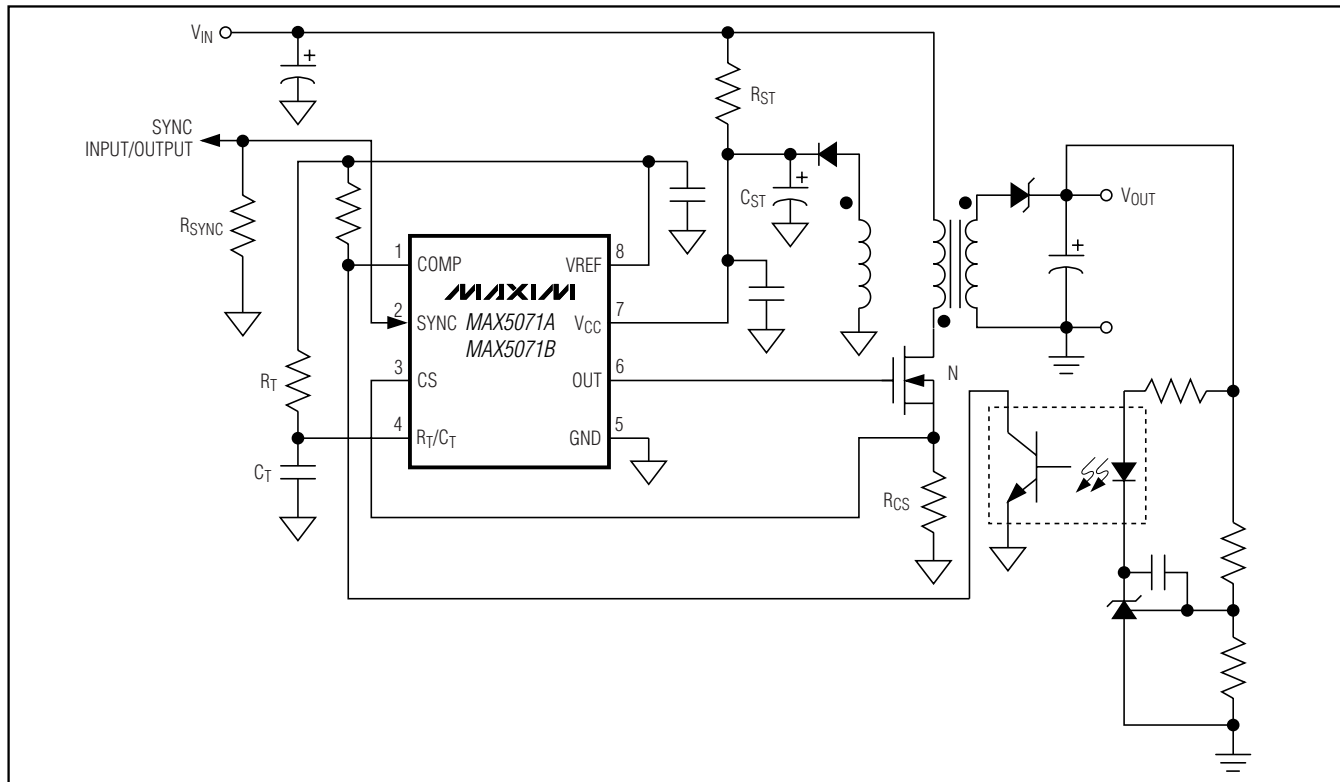 VIN
+
RST
SYNC
INPUT/OUTPUT
RSYNC
+
CST
VOUT
+
1
COMP
VREF
8
MAXIM
2
SYNC
MAX5071A
VCC
7
MAX5071B
3
CS
OUT
6
N
RT
4
RT/CT
GND
5
CT
RCS